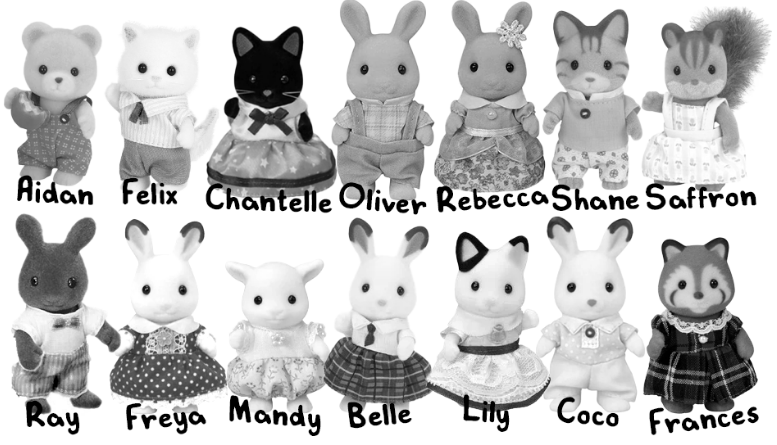 Aidan Felix Chantelle Oliver Rebecca Shane Saffron
Ray Freya Mandy Belle Lily Coco Frances